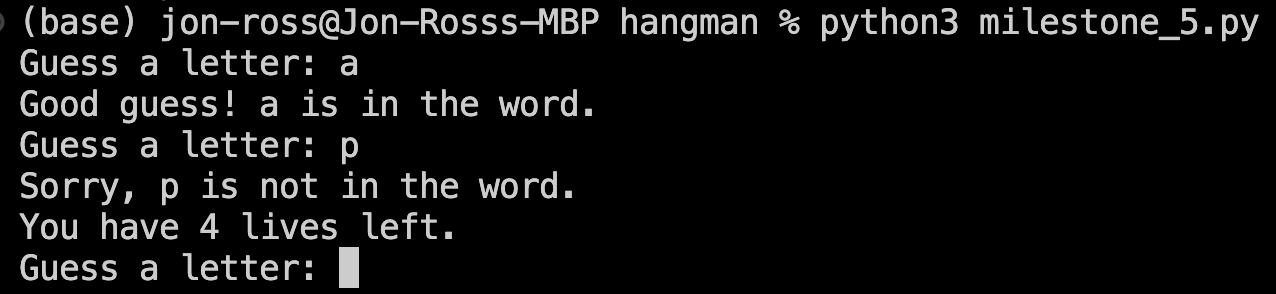 (base) jon-ross@Jon-Rosss-MBP hangman % python3 milestone_5.py
Guess a letter: a
Good guess! a is in the word.
Guess a letter: p
Sorry, p is not in the word.
You have 4 lives left.
Guess a letter: